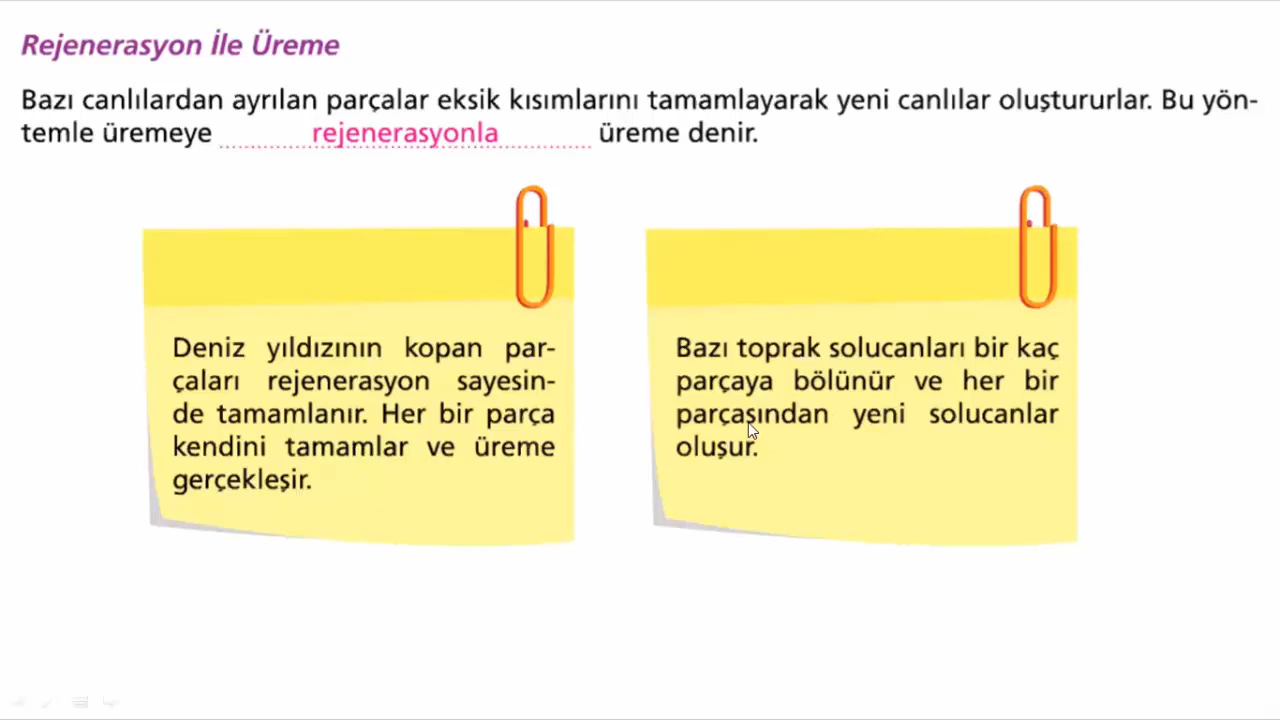 Rejenerasyon İle Üreme
Bazı canlılardan ayrılan parçalar eksik kısımlarını tamamlayarak yeni canlılar oluştururlar. Bu yön-
temle üremeye rejenerasyonla üreme denir.
Deniz yıldızının kopan par-
çaları rejenerasyon sayesin-
de tamamlanır. Her bir parça
kendini tamamlar ve üreme
gerçekleşir.
Bazı toprak solucanları bir kaç
parçaya bölünür ve her bir
parçasından yeni solucanlar
oluşur.